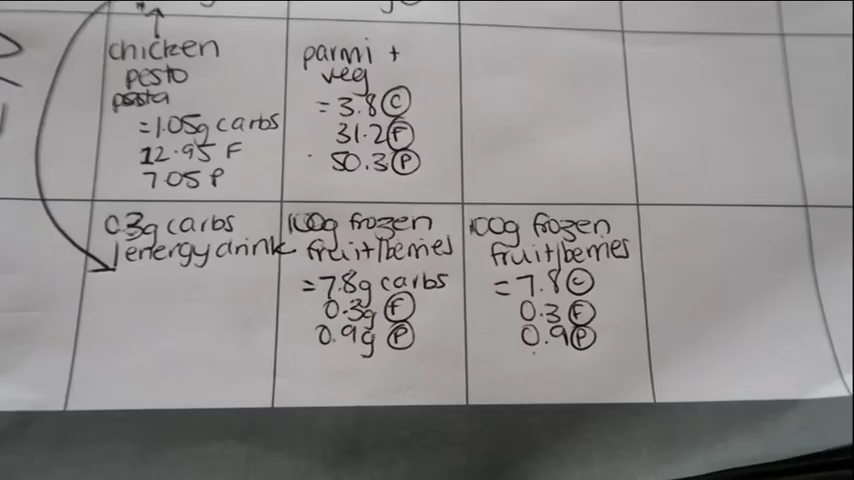 chicken
pesto
pasta
=1.05g carbs
12.95 F
7.05 P
parmi +
veg
=3.8 C
31.2 F
50.3 P
0.3g carbs
energy drink
100g frozen
fruit/berries
=7.8g carbs
0.3g F
0.9g P
100g frozen
fruit/berries
=7.8 C
0.3 F
0.9 P